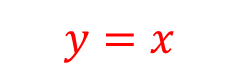 y = x